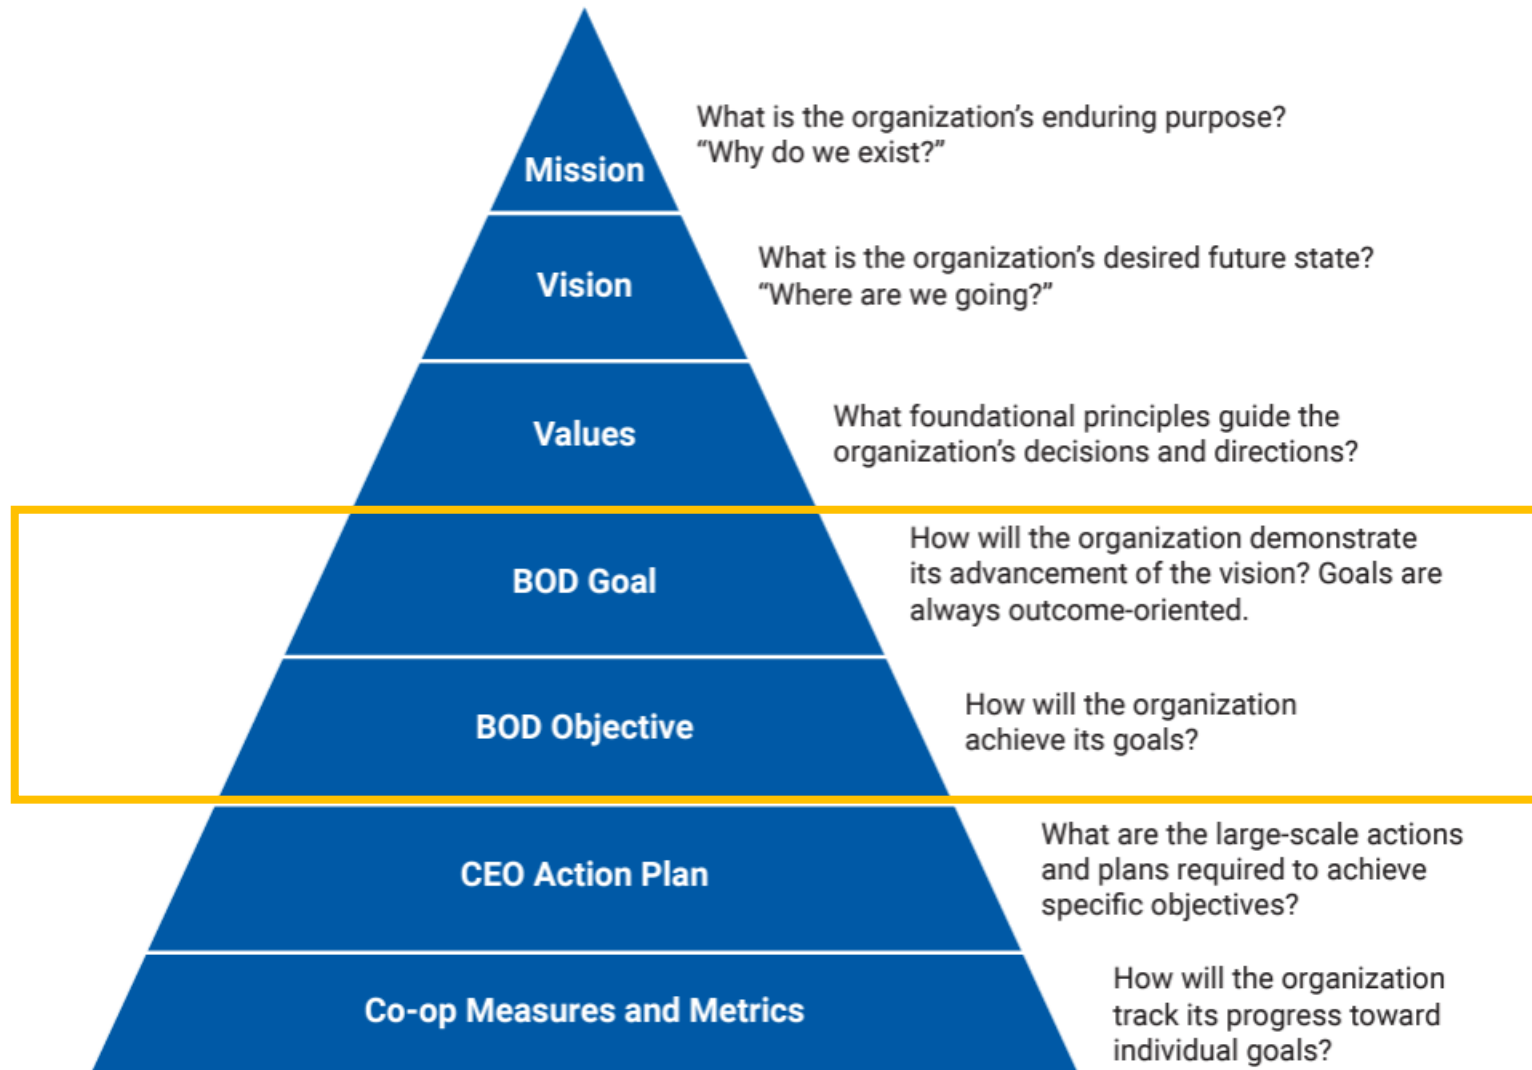 What is the organization’s enduring purpose?
“Why do we exist?”
Mission
What is the organization’s desired future state?
“Where are we going?”
Vision
What foundational principles guide the
organization’s decisions and directions?
Values
How will the organization demonstrate
its advancement of the vision? Goals are
always outcome-oriented.
BOD Goal
How will the organization
achieve its goals?
BOD Objective
What are the large-scale actions
and plans required to achieve
specific objectives?
CEO Action Plan
How will the organization
track its progress toward
individual goals?
Co-op Measures and Metrics